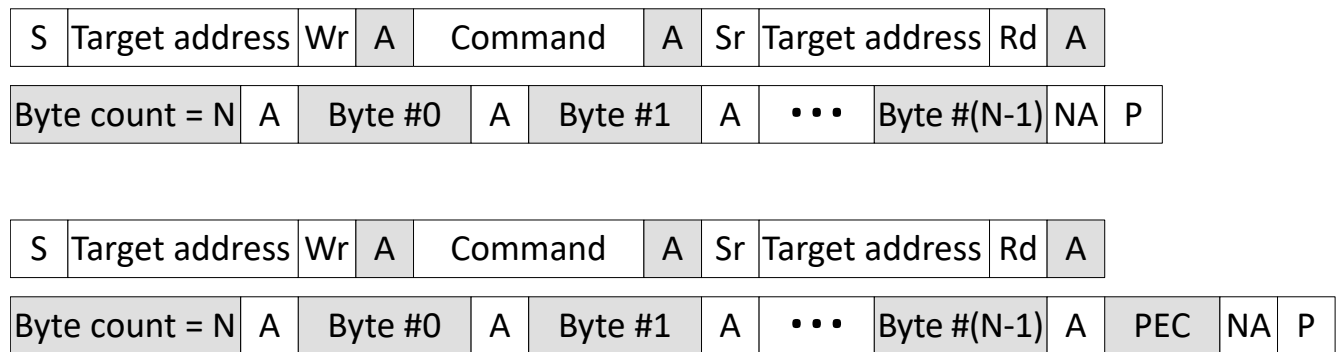 S Target address Wr A Command A Sr Target address Rd A
Byte count = N A Byte #0 A Byte #1 A ••• Byte #(N-1) NA P
S Target address Wr A Command A Sr Target address Rd A
Byte count = N A Byte #0 A Byte #1 A ••• Byte #(N-1) A PEC NA P